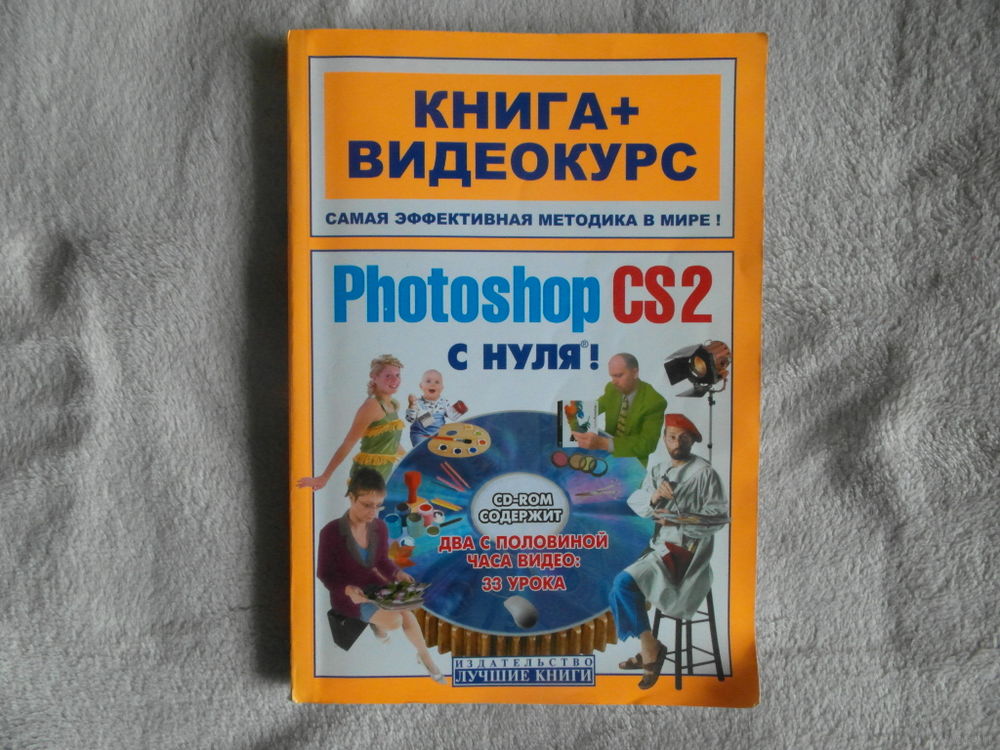 КНИГА+
ВИДЕОКУРС
САМАЯ ЭФФЕКТИВНАЯ МЕТОДИКА В МИРЕ !
Photoshop CS2
С НУЛЯ®!
CD-ROM
СОДЕРЖИТ
ДВА С ПОЛОВИНОЙ
ЧАСА ВИДЕО:
33 УРОКА
ИЗДАТЕЛЬСТВО
ЛУЧШИЕ КНИГИ